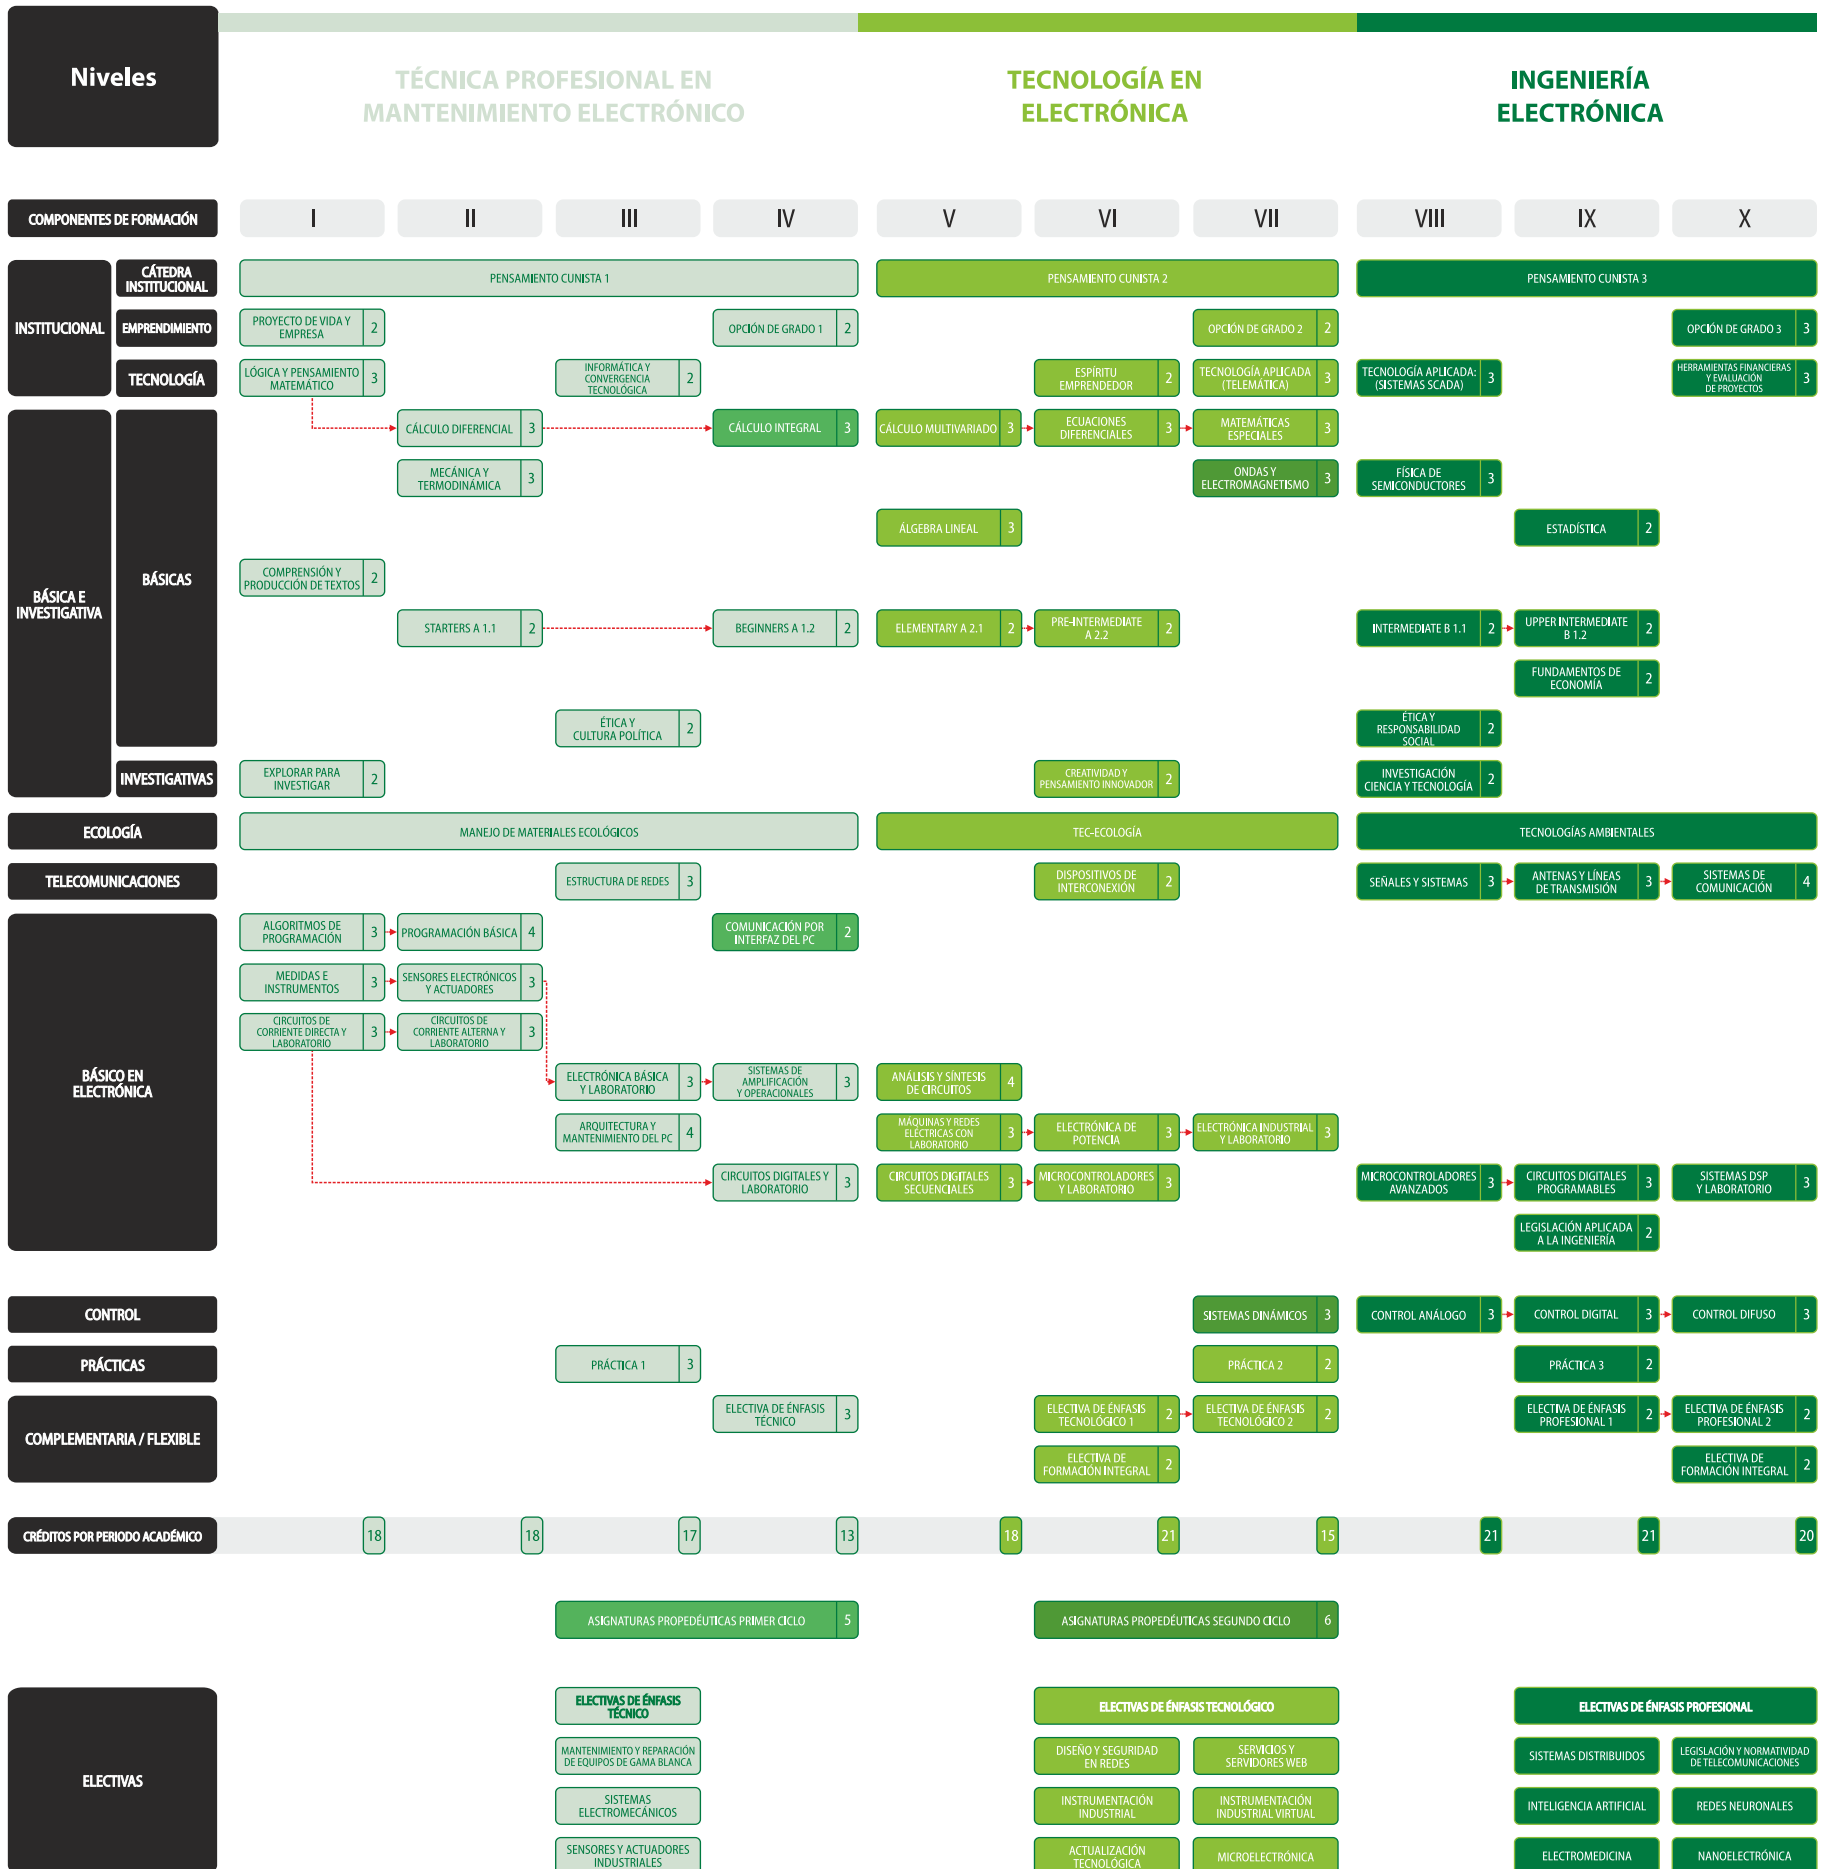 Niveles
TÉCNICA PROFESIONAL EN
MANTENIMIENTO ELECTRÓNICO
TECNOLOGÍA EN
ELECTRÓNICA
INGENIERÍA
ELECTRÓNICA
COMPONENTES DE FORMACIÓN
I
II
III
IV
V
VI
VII
VIII
IX
X
INSTITUCIONAL
CÁTEDRA
INSTITUCIONAL
PENSAMIENTO CUNISTA 1
PENSAMIENTO CUNISTA 2
PENSAMIENTO CUNISTA 3
EMPRENDIMIENTO
PROYECTO DE VIDA Y
EMPRESA
2
OPCIÓN DE GRADO 1
2
OPCIÓN DE GRADO 2
2
OPCIÓN DE GRADO 3
3
TECNOLOGÍA
LÓGICA Y PENSAMIENTO
MATEMÁTICO
3
INFORMÁTICA Y
CONVERGENCIA
TECNOLÓGICA
2
ESPÍRITU
EMPRENDEDOR
2
TECNOLOGÍA APLICADA
(TELEMÁTICA)
3
TECNOLOGÍA APLICADA:
(SISTEMAS SCADA)
3
HERRAMIENTAS FINANCIERAS
Y EVALUACIÓN
DE PROYECTOS
3
BÁSICA E
INVESTIGATIVA
BÁSICAS
CÁLCULO DIFERENCIAL
3
CÁLCULO INTEGRAL
3
CÁLCULO MULTIVARIADO
3
ECUACIONES
DIFERENCIALES
3
MATEMÁTICAS
ESPECIALES
3
MECÁNICA Y
TERMODINÁMICA
3
ONDAS Y
ELECTROMAGNETISMO
3
FÍSICA DE
SEMICONDUCTORES
3
ÁLGEBRA LINEAL
3
ESTADÍSTICA
2
COMPRENSIÓN Y
PRODUCCIÓN DE TEXTOS
2
STARTERS A 1.1
2
BEGINNERS A 1.2
2
ELEMENTARY A 2.1
2
PRE-INTERMEDIATE
A 2.2
2
INTERMEDIATE B 1.1
2
UPPER INTERMEDIATE
B 1.2
2
FUNDAMENTOS DE
ECONOMÍA
2
ÉTICA Y
CULTURA POLÍTICA
2
ÉTICA Y
RESPONSABILIDAD
SOCIAL
2
INVESTIGATIVAS
EXPLORAR PARA
INVESTIGAR
2
CREATIVIDAD Y
PENSAMIENTO INNOVADOR
2
INVESTIGACIÓN
CIENCIA Y TECNOLOGÍA
2
ECOLOGÍA
MANEJO DE MATERIALES ECOLÓGICOS
TEC-ECOLOGÍA
TECNOLOGÍAS AMBIENTALES
TELECOMUNICACIONES
ESTRUCTURA DE REDES
3
DISPOSITIVOS DE
INTERCONEXIÓN
2
SEÑALES Y SISTEMAS
3
ANTENAS Y LÍNEAS
DE TRANSMISIÓN
3
SISTEMAS DE
COMUNICACIÓN
4
BÁSICO EN
ELECTRÓNICA
ALGORITMOS DE
PROGRAMACIÓN
3
PROGRAMACIÓN BÁSICA
4
COMUNICACIÓN POR
INTERFAZ DEL PC
2
MEDIDAS E
INSTRUMENTOS
3
SENSORES ELECTRÓNICOS
Y ACTUADORES
3
CIRCUITOS DE
CORRIENTE DIRECTA Y
LABORATORIO
3
CIRCUITOS DE
CORRIENTE ALTERNA Y
LABORATORIO
3
ELECTRÓNICA BÁSICA
Y LABORATORIO
3
SISTEMAS DE
AMPLIFICACIÓN
Y OPERACIONALES
3
ANÁLISIS Y SÍNTESIS
DE CIRCUITOS
4
ARQUITECTURA Y
MANTENIMIENTO DEL PC
4
MÁQUINAS Y REDES
ELÉCTRICAS CON
LABORATORIO
3
ELECTRÓNICA DE
POTENCIA
3
ELECTRÓNICA INDUSTRIAL
Y LABORATORIO
3
CIRCUITOS DIGITALES Y
LABORATORIO
3
CIRCUITOS DIGITALES
SECUENCIALES
3
MICROCONTROLADORES
Y LABORATORIO
3
MICROCONTROLADORES
AVANZADOS
3
CIRCUITOS DIGITALES
PROGRAMABLES
3
SISTEMAS DSP
Y LABORATORIO
3
LEGISLACIÓN APLICADA
A LA INGENIERÍA
2
CONTROL
SISTEMAS DINÁMICOS
3
CONTROL ANÁLOGO
3
CONTROL DIGITAL
3
CONTROL DIFUSO
3
PRÁCTICAS
PRÁCTICA 1
3
PRÁCTICA 2
2
PRÁCTICA 3
2
COMPLEMENTARIA / FLEXIBLE
ELECTIVA DE ÉNFASIS
TÉCNICO
3
ELECTIVA DE ÉNFASIS
TECNOLÓGICO 1
2
ELECTIVA DE ÉNFASIS
TECNOLÓGICO 2
2
ELECTIVA DE ÉNFASIS
PROFESIONAL 1
2
ELECTIVA DE ÉNFASIS
PROFESIONAL 2
2
ELECTIVA DE
FORMACIÓN INTEGRAL
2
ELECTIVA DE
FORMACIÓN INTEGRAL
2
CRÉDITOS POR PERIODO ACADÉMICO
18
18
17
13
18
21
15
21
21
20
ASIGNATURAS PROPEDÉUTICAS PRIMER CICLO
5
ASIGNATURAS PROPEDÉUTICAS SEGUNDO CICLO
6
ELECTIVAS
ELECTIVAS DE ÉNFASIS
TÉCNICO
ELECTIVAS DE ÉNFASIS TECNOLÓGICO
ELECTIVAS DE ÉNFASIS PROFESIONAL
MANTENIMIENTO Y REPARACIÓN
DE EQUIPOS DE GAMA BLANCA
DISEÑO Y SEGURIDAD
EN REDES
SERVICIOS Y
SERVIDORES WEB
SISTEMAS DISTRIBUIDOS
LEGISLACIÓN Y NORMATIVIDAD
DE TELECOMUNICACIONES
SISTEMAS
ELECTROMECÁNICOS
INSTRUMENTACIÓN
INDUSTRIAL
INSTRUMENTACIÓN
INDUSTRIAL VIRTUAL
INTELIGENCIA ARTIFICIAL
REDES NEURONALES
SENSORES Y ACTUADORES
INDUSTRIALES
ACTUALIZACIÓN
TECNOLÓGICA
MICROELECTRÓNICA
ELECTROMEDICINA
NANOELECTRÓNICA